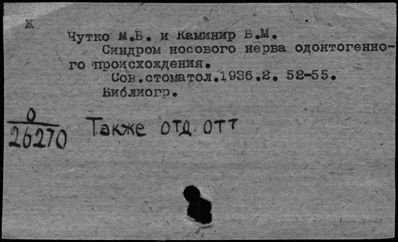 Ж
Чутко М.Б. и Каминир Б.М.
Синдром носового нерва одонтогенно-
го происхождения.
Сов.стоматол.1936.2. 52-55.
Библиогр.
0
26270
Также отд. отт